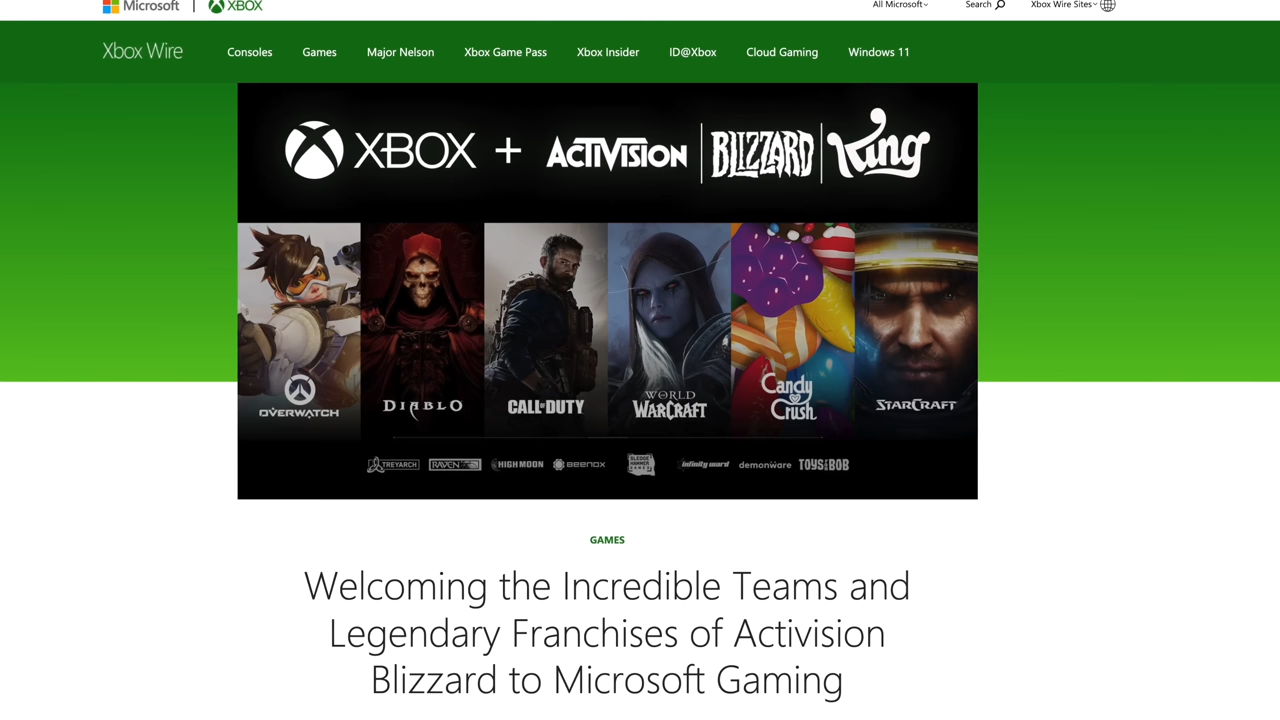 Microsoft | XBOX All Microsoft Search Xbox Wire Sites
Xbox Wire Consoles Games Major Nelson Xbox Game Pass Xbox Insider ID@Xbox Cloud Gaming Windows 11
XBOX + ACTIVISION | BLIZZARD | King
OVERWATCH
DIABLO
CALL OF DUTY
WORLD
WARCRAFT
Candy
Crush
STARCRAFT
TREYARCH RAVEN HIGH MOON BEENOX SLEDGEHAMMER GAMES infinity ward demonware TOYS FOR BOB
GAMES
Welcoming the Incredible Teams and
Legendary Franchises of Activision
Blizzard to Microsoft Gaming